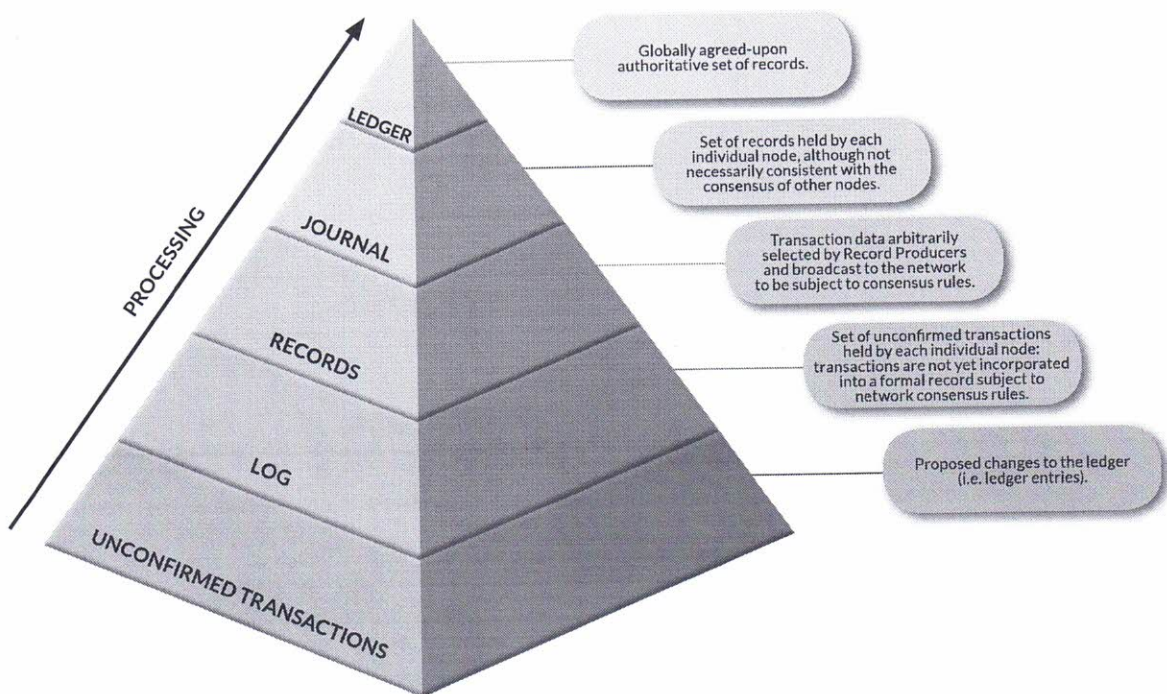 Globally agreed-upon
authoritative set of records.
LEDGER
Set of records held by each
individual node, although not
necessarily consistent with the
consensus of other nodes.
JOURNAL
PROCESSING
Transaction data arbitrarily
selected by Record Producers
and broadcast to the network
to be subject to consensus rules.
RECORDS
Set of unconfirmed transactions
held by each individual node:
transactions are not yet incorporated
into a formal record subject to
network consensus rules.
LOG
Proposed changes to the ledger
(i.e. ledger entries).
UNCONFIRMED TRANSACTIONS